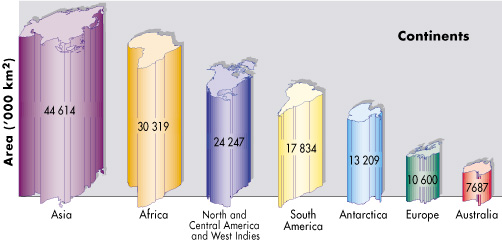 Continents
Area ('000 km²)
44 614
30 319
24 247
17 834
13 209
10 600
7687
Asia
Africa
North and
Central America
and West Indies
South
America
Antarctica
Europe
Australia